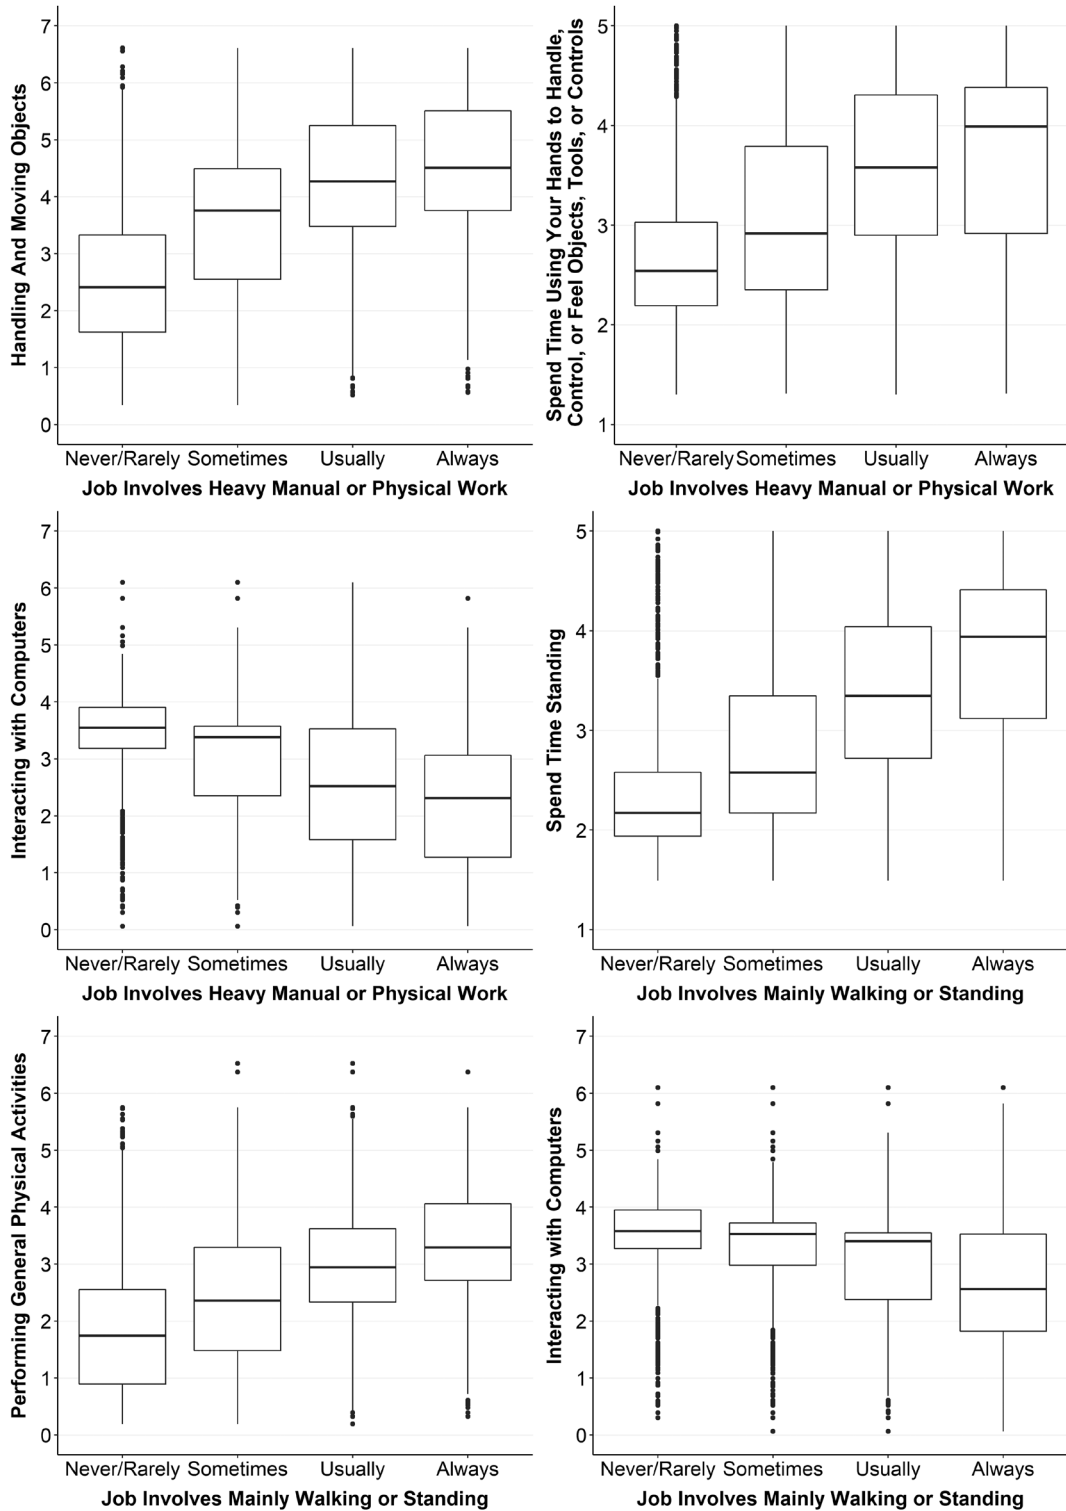 Handling And Moving Objects
7
6
5
4
3
2
1
0
Never/Rarely Sometimes Usually Always
Job Involves Heavy Manual or Physical Work
Spend Time Using Your Hands to Handle,
Control, or Feel Objects, Tools, or Controls
5
4
3
2
1
Never/Rarely Sometimes Usually Always
Job Involves Heavy Manual or Physical Work
Interacting with Computers
7
6
5
4
3
2
1
0
Never/Rarely Sometimes Usually Always
Job Involves Heavy Manual or Physical Work
Spend Time Standing
5
4
3
2
1
Never/Rarely Sometimes Usually Always
Job Involves Mainly Walking or Standing
Performing General Physical Activities
7
6
5
4
3
2
1
0
Never/Rarely Sometimes Usually Always
Job Involves Mainly Walking or Standing
Interacting with Computers
7
6
5
4
3
2
1
0
Never/Rarely Sometimes Usually Always
Job Involves Mainly Walking or Standing